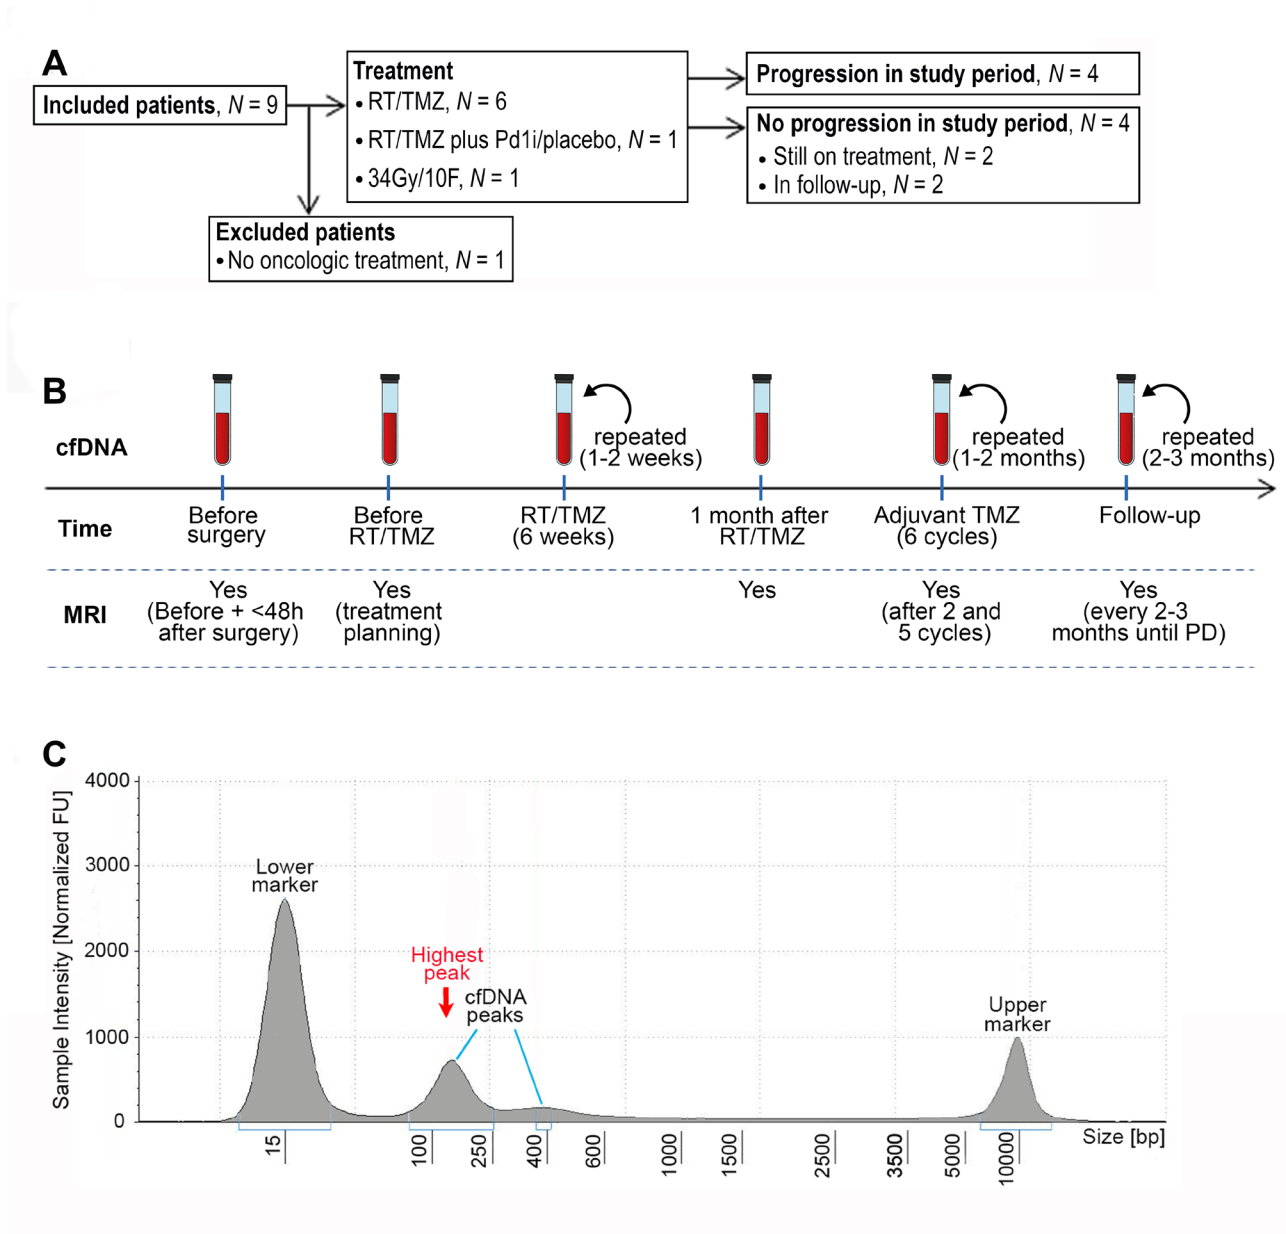 A
Included patients, N = 9
Treatment
• RT/TMZ, N = 6
• RT/TMZ plus Pd1i/placebo, N = 1
• 34Gy/10F, N = 1
Progression in study period, N = 4
No progression in study period, N = 4
• Still on treatment, N = 2
• In follow-up, N = 2
Excluded patients
• No oncologic treatment, N = 1
B
cfDNA
repeated
(1-2 weeks)
repeated
(1-2 months)
repeated
(2-3 months)
Time
Before
surgery
Before
RT/TMZ
RT/TMZ
(6 weeks)
1 month after
RT/TMZ
Adjuvant TMZ
(6 cycles)
Follow-up
MRI
Yes
(Before + <48h
after surgery)
Yes
(treatment
planning)
Yes
Yes
(after 2 and
5 cycles)
Yes
(every 2-3
months until PD)
C
Sample Intensity [Normalized FU]
4000
3000
2000
1000
0
Lower
marker
Highest
peak
cfDNA
peaks
Upper
marker
15
100
250
400
600
1000
1500
2500
3500
5000
10000
Size [bp]